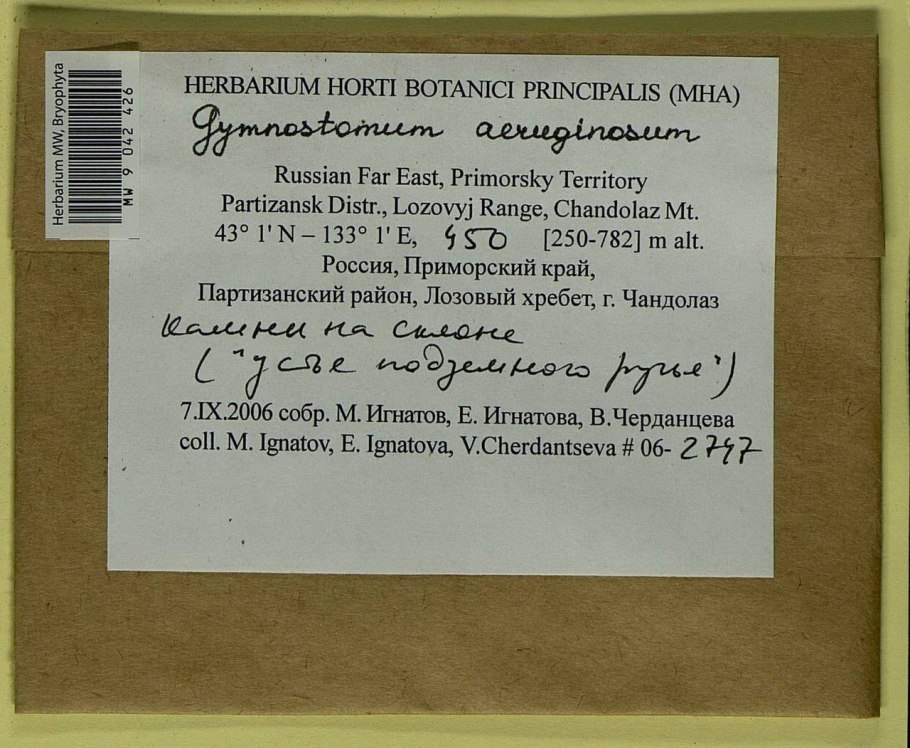 Herbarium MW, Bryophyta
MW 9 042 426
HERBARIUM HORTI BOTANICI PRINCIPALIS (MHA)
Gymnostomum aeruginosum
Russian Far East, Primorsky Territory
Partizansk Distr., Lozovyj Range, Chandolaz Mt.
43° 1' N – 133° 1' E, 450 [250-782] m alt.
Россия, Приморский край,
Партизанский район, Лозовый хребет, г. Чандолаз
камни на склоне
("устье подземного ручья")
7.IX.2006 собр. М. Игнатов, Е. Игнатова, В.Черданцева
coll. M. Ignatov, E. Ignatova, V.Cherdantseva # 06- 2747